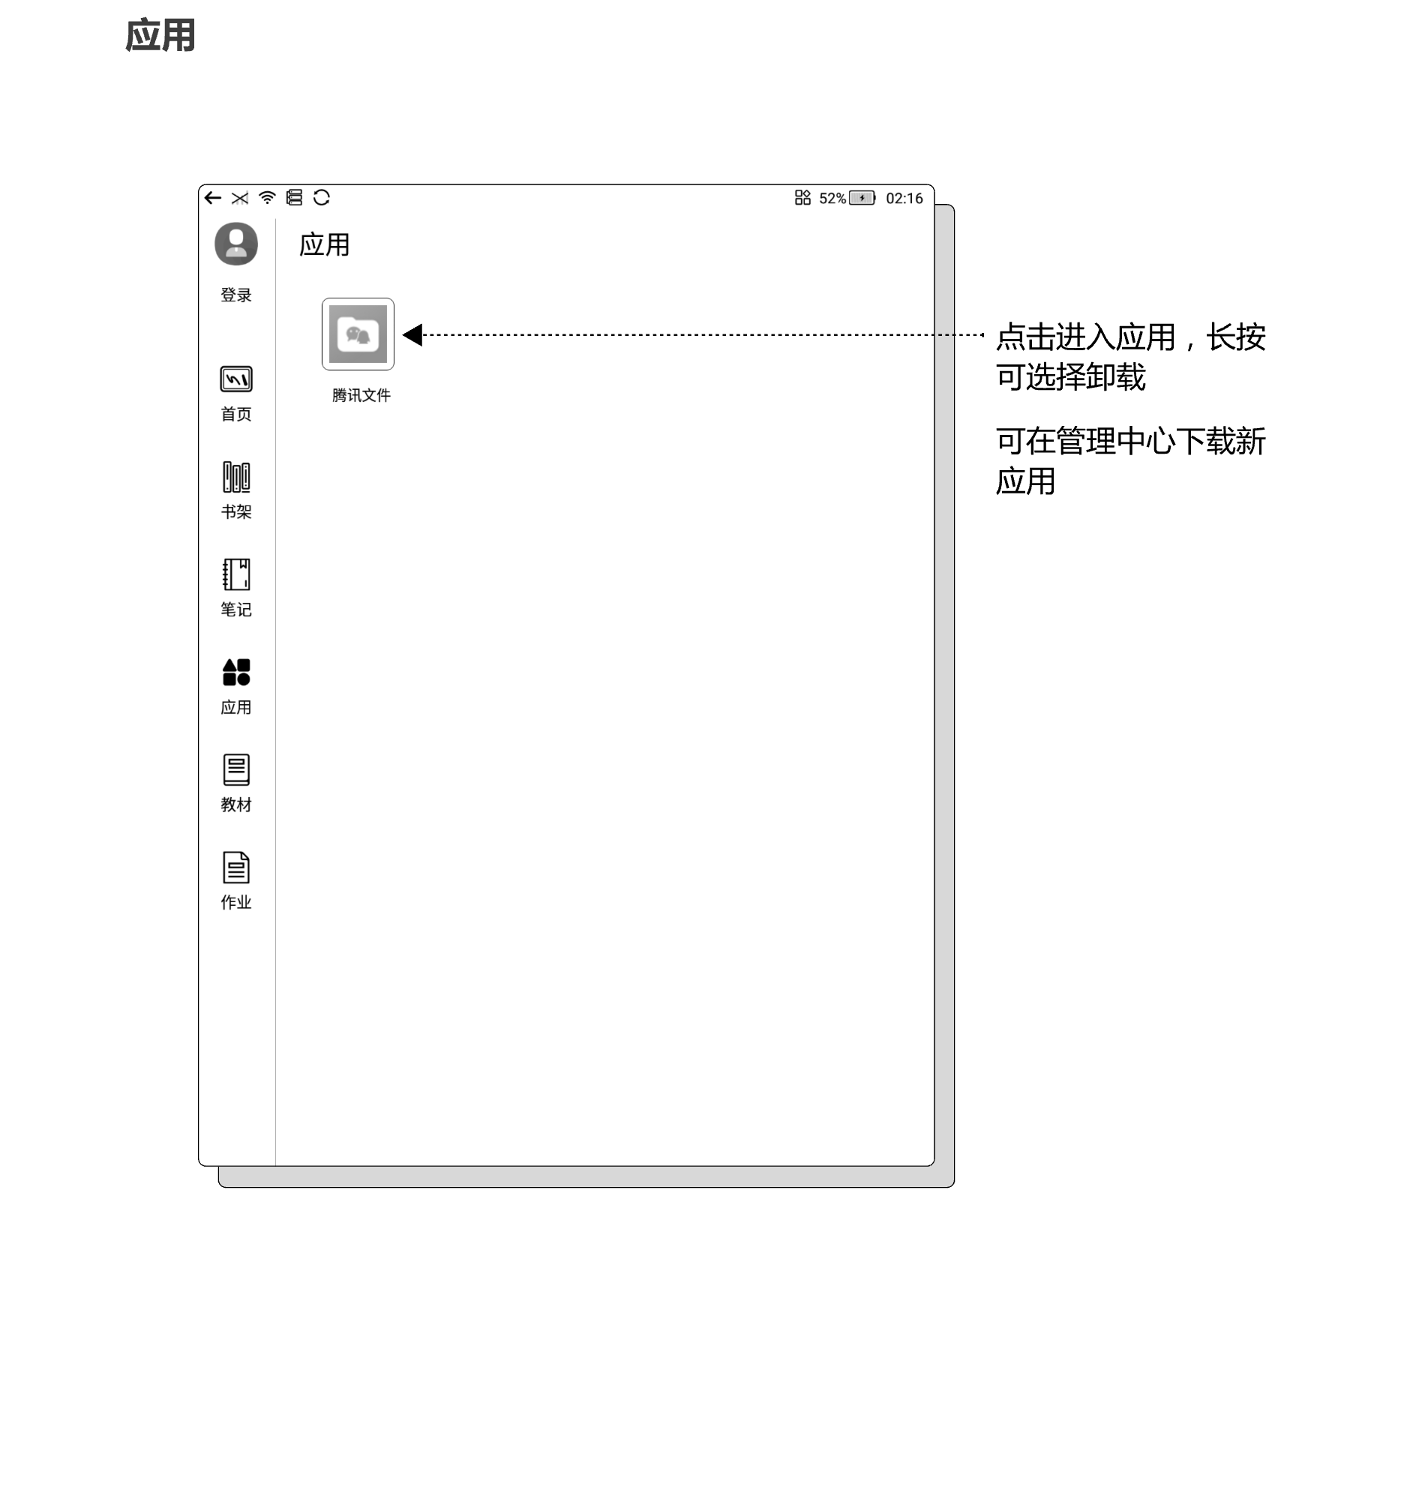 应用
52% 02:16
登录
首页
书架
笔记
应用
教材
作业
应用
腾讯文件
点击进入应用，长按
可选择卸载
可在管理中心下载新
应用